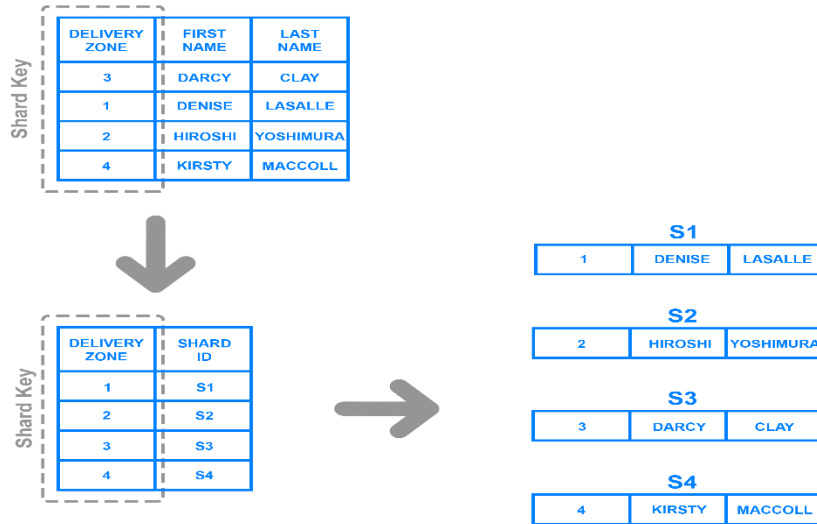 Shard Key
DELIVERY ZONE FIRST NAME LAST NAME
3 DARCY CLAY
1 DENISE LASALLE
2 HIROSHI YOSHIMURA
4 KIRSTY MACCOLL
Shard Key
DELIVERY ZONE SHARD ID
1 S1
2 S2
3 S3
4 S4
S1
1 DENISE LASALLE
S2
2 HIROSHI YOSHIMURA
S3
3 DARCY CLAY
S4
4 KIRSTY MACCOLL